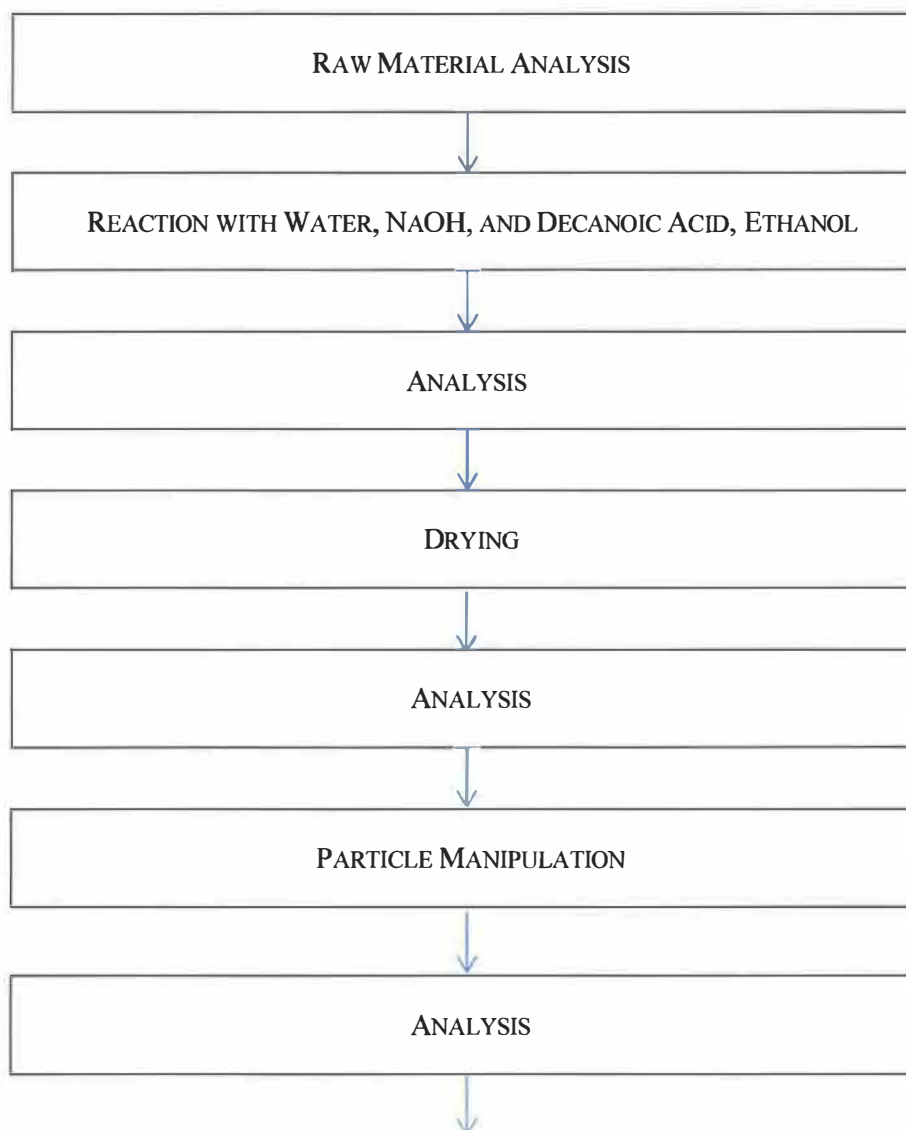 RAW MATERIAL ANALYSIS
REACTION WITH WATER, NAOH, AND DECANOIC ACID, ETHANOL
ANALYSIS
DRYING
ANALYSIS
PARTICLE MANIPULATION
ANALYSIS